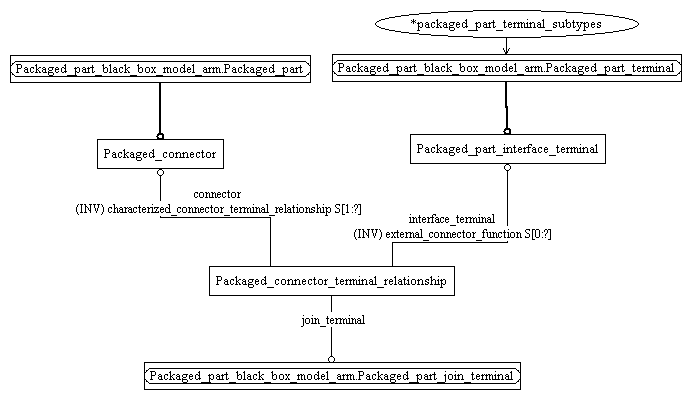 *packaged_part_terminal_subtypes
Packaged_part_black_box_model_arm.Packaged_part
Packaged_part_black_box_model_arm.Packaged_part_terminal
Packaged_connector
Packaged_part_interface_terminal
connector
(INV) characterized_connector_terminal_relationship S[1:?]
interface_terminal
(INV) external_connector_function S[0:?]
Packaged_connector_terminal_relationship
join_terminal
Packaged_part_black_box_model_arm.Packaged_part_join_terminal